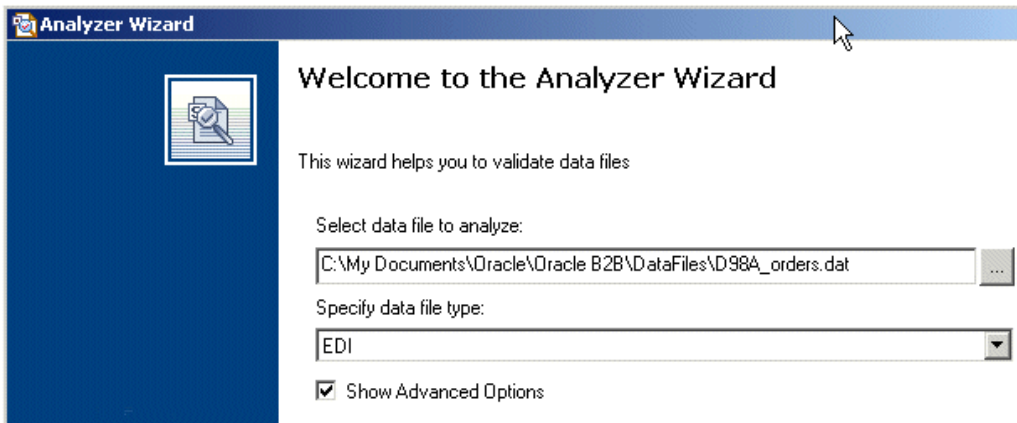 Analyzer Wizard
Welcome to the Analyzer Wizard
This wizard helps you to validate data files
Select data file to analyze:
C:\My Documents\Oracle\Oracle B2B\DataFiles\D98A_orders.dat
...
Specify data file type:
EDI
Show Advanced Options